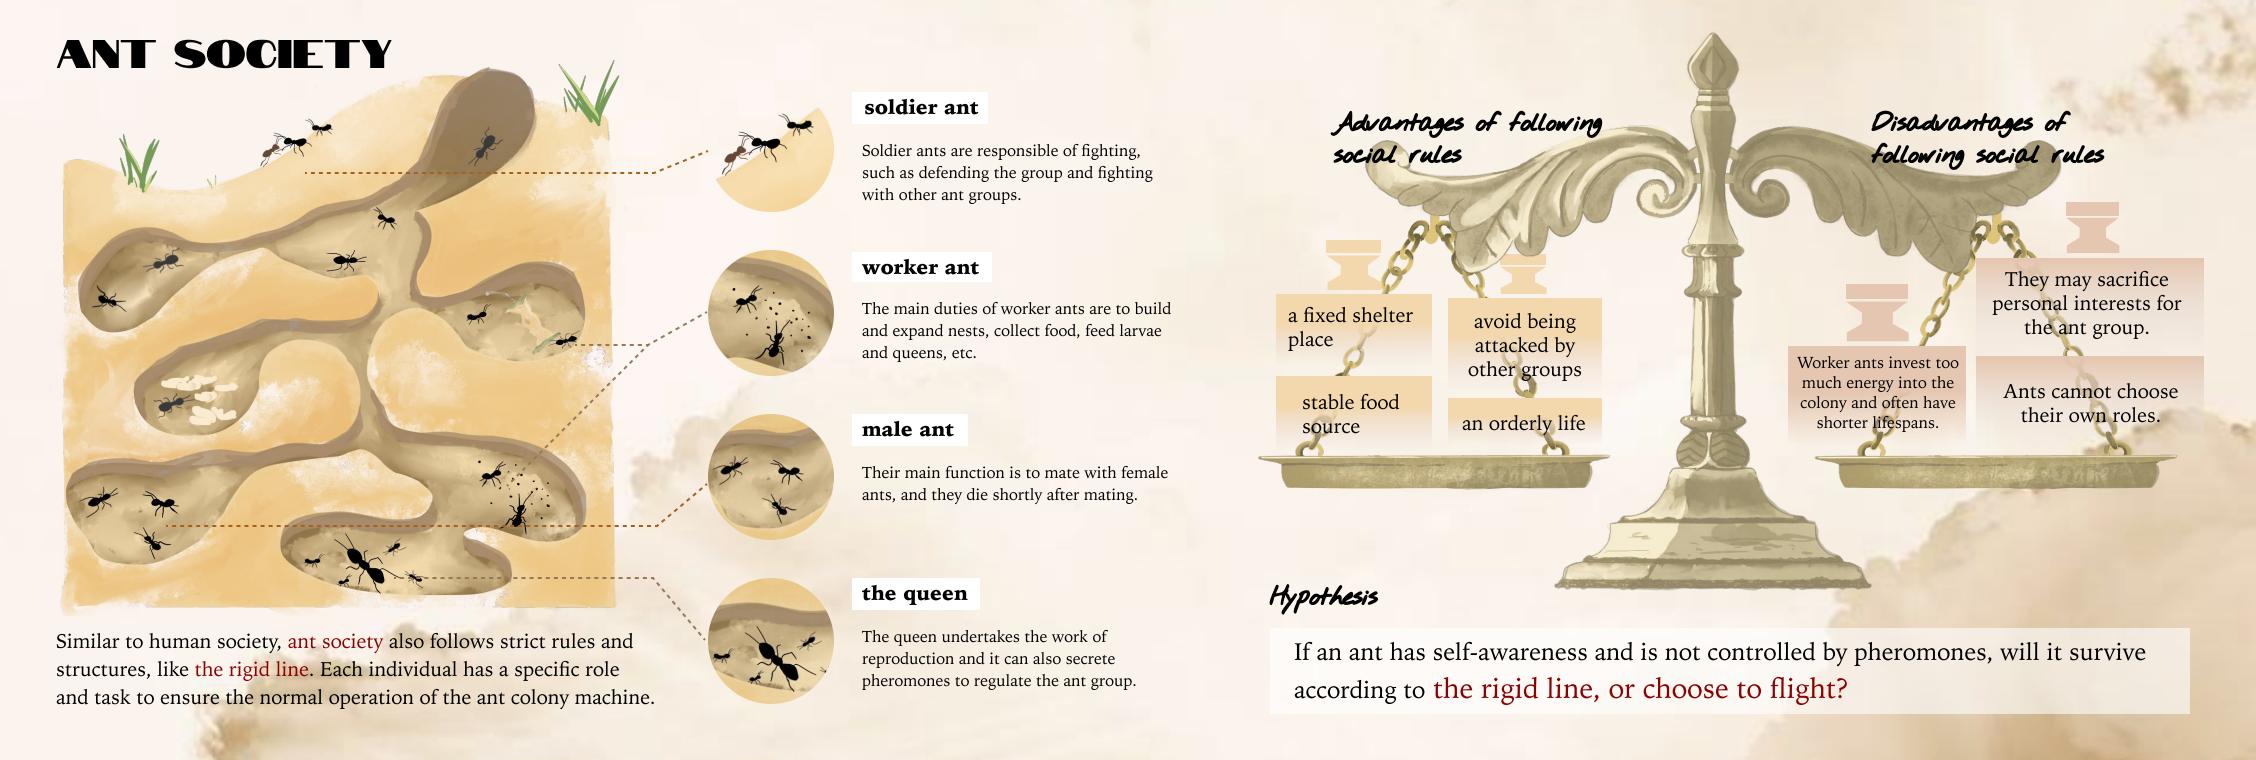 ANT SOCIETY
soldier ant
Soldier ants are responsible of fighting,
such as defending the group and fighting
with other ant groups.
worker ant
The main duties of worker ants are to build
and expand nests, collect food, feed larvae
and queens, etc.
male ant
Their main function is to mate with female
ants, and they die shortly after mating.
the queen
The queen undertakes the work of
reproduction and it can also secrete
pheromones to regulate the ant group.
Similar to human society, ant society also follows strict rules and
structures, like the rigid line. Each individual has a specific role
and task to ensure the normal operation of the ant colony machine.
Advantages of following
social rules
a fixed shelter
place
stable food
source
avoid being
attacked by
other groups
an orderly life
Disadvantages of
following social rules
Worker ants invest too
much energy into the
colony and often have
shorter lifespans.
They may sacrifice
personal interests for
the ant group.
Ants cannot choose
their own roles.
Hypothesis
If an ant has self-awareness and is not controlled by pheromones, will it survive
according to the rigid line, or choose to flight?